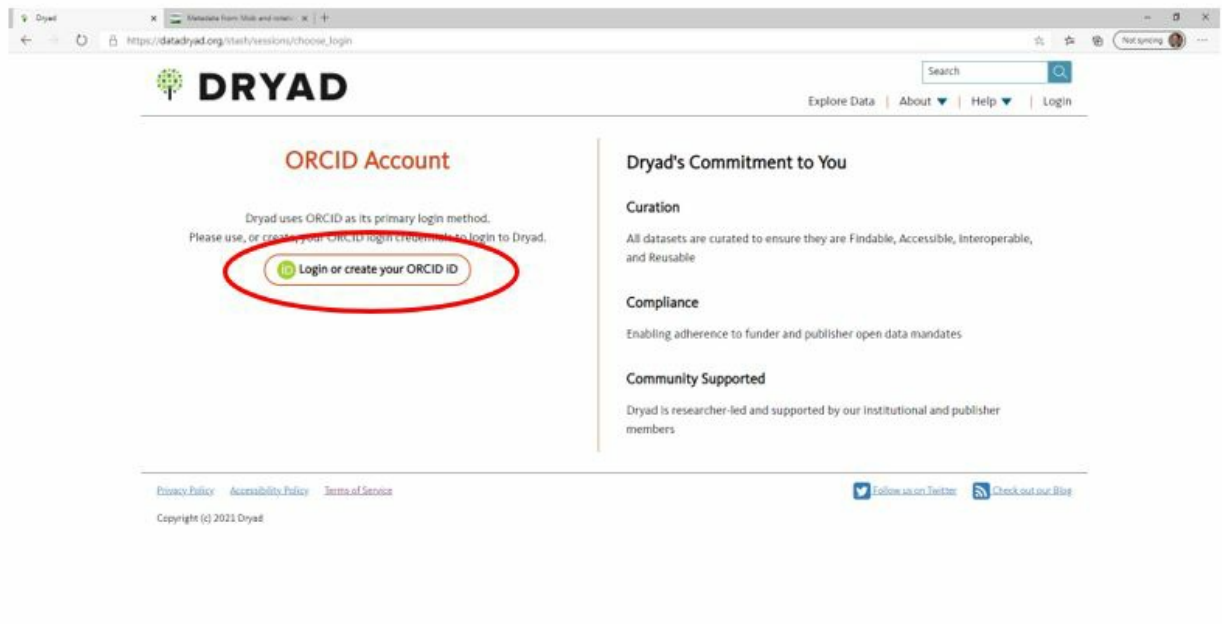 Dryad
Metadata from Mob and
https://datadryad.org/stash/sessions/choose_login
Not syncing
DRYAD
Search
Explore Data | About | Help | Login
ORCID Account
Dryad uses ORCID as its primary login method.
Please use, or create, your ORCID login credentials to login to Dryad.
iD Login or create your ORCID iD
Dryad's Commitment to You
Curation
All datasets are curated to ensure they are Findable, Accessible, Interoperable,
and Reusable
Compliance
Enabling adherence to funder and publisher open data mandates
Community Supported
Dryad is researcher-led and supported by our institutional and publisher
members
Privacy Policy Accessibility Policy Terms of Service
Follow us on Twitter Check out our Blog
Copyright (c) 2021 Dryad